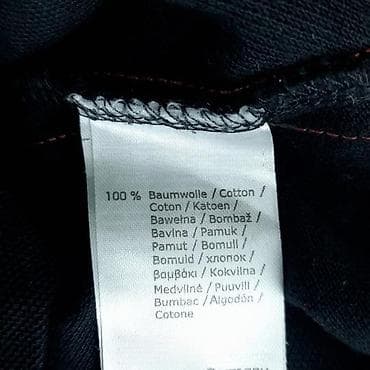 100 % Baumwolle / Cotton /
Coton / Katoen /
Bawełna / Bombaž /
Bavlna / Pamuk /
Pamut / Bomull /
Bomuld / хлопок /
βαμβάκι / Kokvilna /
Medvilnė / Puuvill /
Bumbac / Algodón /
Cotone